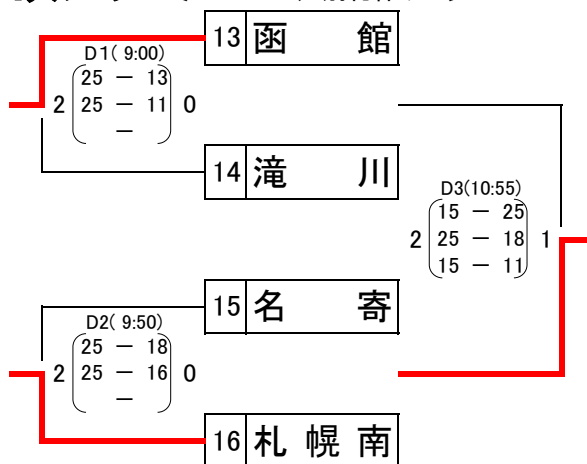 13 函館
D1( 9:00)
25 － 13
2 25 － 11 0
－
14 滝川
D3(10:55)
15 － 25
2 25 － 18 1
15 － 11
15 名寄
D2( 9:50)
25 － 18
2 25 － 16 0
－
16 札幌南